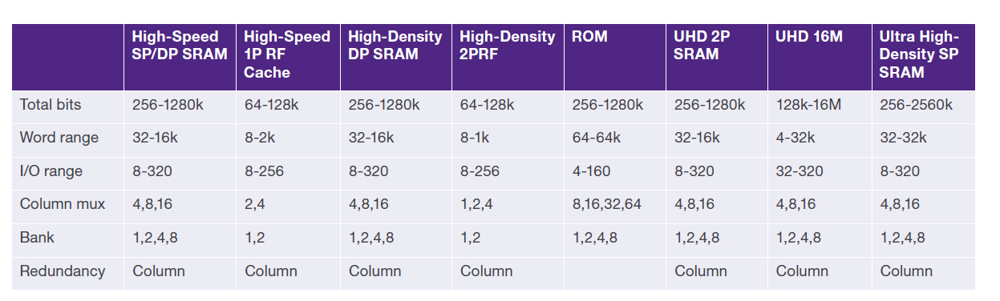 High-Speed SP/DP SRAM High-Speed 1P RF Cache High-Density DP SRAM High-Density 2PRF ROM UHD 2P SRAM UHD 16M Ultra High-Density SP SRAM
Total bits 256-1280k 64-128k 256-1280k 64-128k 256-1280k 256-1280k 128k-16M 256-2560k
Word range 32-16k 8-2k 32-16k 8-1k 64-64k 32-16k 4-32k 32-32k
I/O range 8-320 8-256 8-320 8-256 4-160 8-320 32-320 8-320
Column mux 4,8,16 2,4 4,8,16 1,2,4 8,16,32,64 4,8,16 4,8,16 4,8,16
Bank 1,2,4,8 1,2 1,2,4,8 1,2 1,2,4,8 1,2,4,8 1,2,4,8 1,2,4,8
Redundancy Column Column Column Column Column Column Column